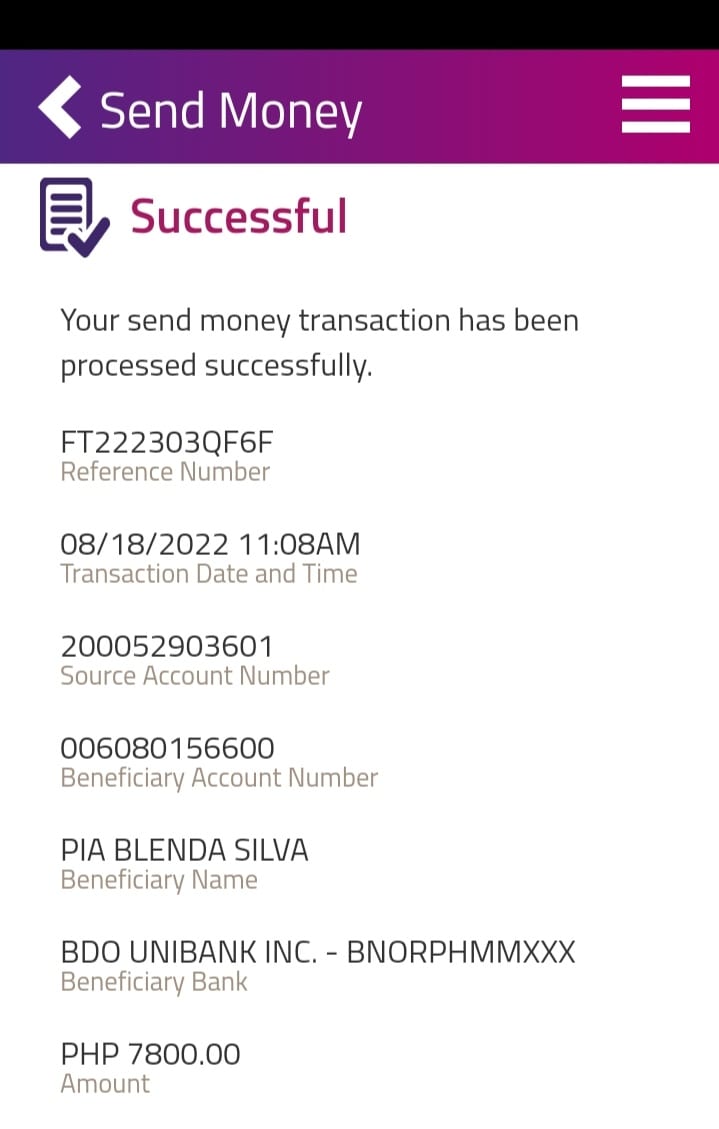 Send Money
Successful
Your send money transaction has been
processed successfully.
FT222303QF6F
Reference Number
08/18/2022 11:08AM
Transaction Date and Time
200052903601
Source Account Number
006080156600
Beneficiary Account Number
PIA BLENDA SILVA
Beneficiary Name
BDO UNIBANK INC. - BNORPHMMXXX
Beneficiary Bank
PHP 7800.00
Amount